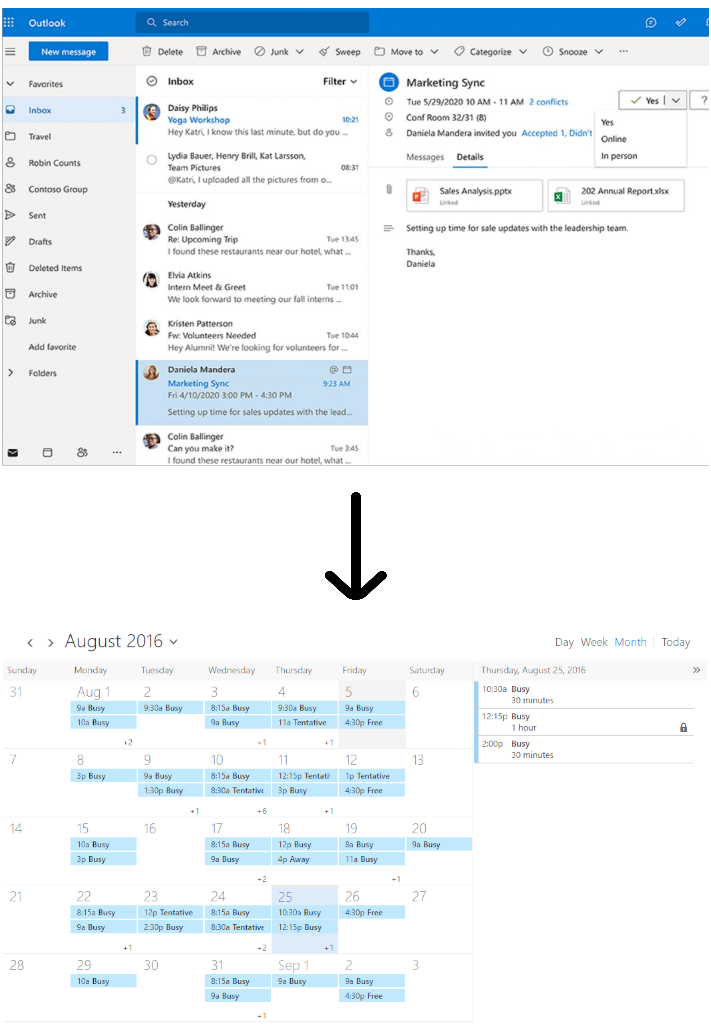 Outlook
Search
New message
Delete
Archive
Junk
Sweep
Move to
Categorize
Snooze
...
Favorites
Inbox 3
Travel
Robin Counts
Contoso Group
Sent
Drafts
Deleted Items
Archive
Junk
Add favorite
Folders
...
Inbox Filter
Daisy Philips
Yoga Workshop 10:21
Hey Katri, I know this last minute, but do you ...
Lydia Bauer, Henry Brill, Kat Larsson,
Team Pictures 08:31
@Katri, I uploaded all the pictures from o...
Yesterday
Colin Ballinger
Re: Upcoming Trip Tue 13:45
I found these restaurants near our hotel, what ...
Elvia Atkins
Intern Meet & Greet Tue 11:01
We look forward to meeting our fall interns ...
Kristen Patterson
Fw: Volunteers Needed Tue 10:44
Hey Alumni! We're looking for volunteers for ...
Daniela Mandera @
Marketing Sync 9:23 AM
Fri 4/10/2020 3:00 PM - 4:30 PM
Setting up time for sales updates with the lead...
Colin Ballinger
Can you make it? Tue 3:45
I found these restaurants near our hotel, what ...
Marketing Sync
Tue 5/29/2020 10 AM - 11 AM 2 conflicts
Conf Room 32/31 (8)
Daniela Mandera invited you Accepted 1, Didn't
Yes ?
Yes
Online
In person
Messages Details
Sales Analysis.pptx
Linked
202 Annual Report.xlsx
Linked
Setting up time for sale updates with the leadership team.
Thanks,
Daniela
August 2016
Day Week Month Today
Sunday Monday Tuesday Wednesday Thursday Friday Saturday
31 Aug 1 2 3 4 5 6
9a Busy 9:30a Busy 8:15a Busy 9:30a Busy 9a Busy
10a Busy 9a Busy 11a Tentative 4:30p Free
+2 +1 +1
7 8 9 10 11 12 13
3p Busy 9a Busy 8:15a Busy 12:15p Tentati 1p Tentative
1:30p Busy 8:30a Tentative 3p Busy 4:30p Free
+1 +6 +1
14 15 16 17 18 19 20
10a Busy 8:15a Busy 12p Busy 8a Busy 9a Busy
3p Busy 9a Busy 4p Away 11a Busy
+2 +1
21 22 23 24 25 26 27
8:15a Busy 12p Tentative 8:15a Busy 10:30a Busy 4:30p Free
9a Busy 2:30p Busy 8:30a Tentative 12:15p Busy
+1 +2 +1
28 29 30 31 Sep 1 2 3
10a Busy 8:15a Busy 9a Busy 9a Busy
9a Busy 4:30p Free
+1
Thursday, August 25, 2016
10:30a Busy
30 minutes
12:15p Busy
1 hour
2:00p Busy
30 minutes